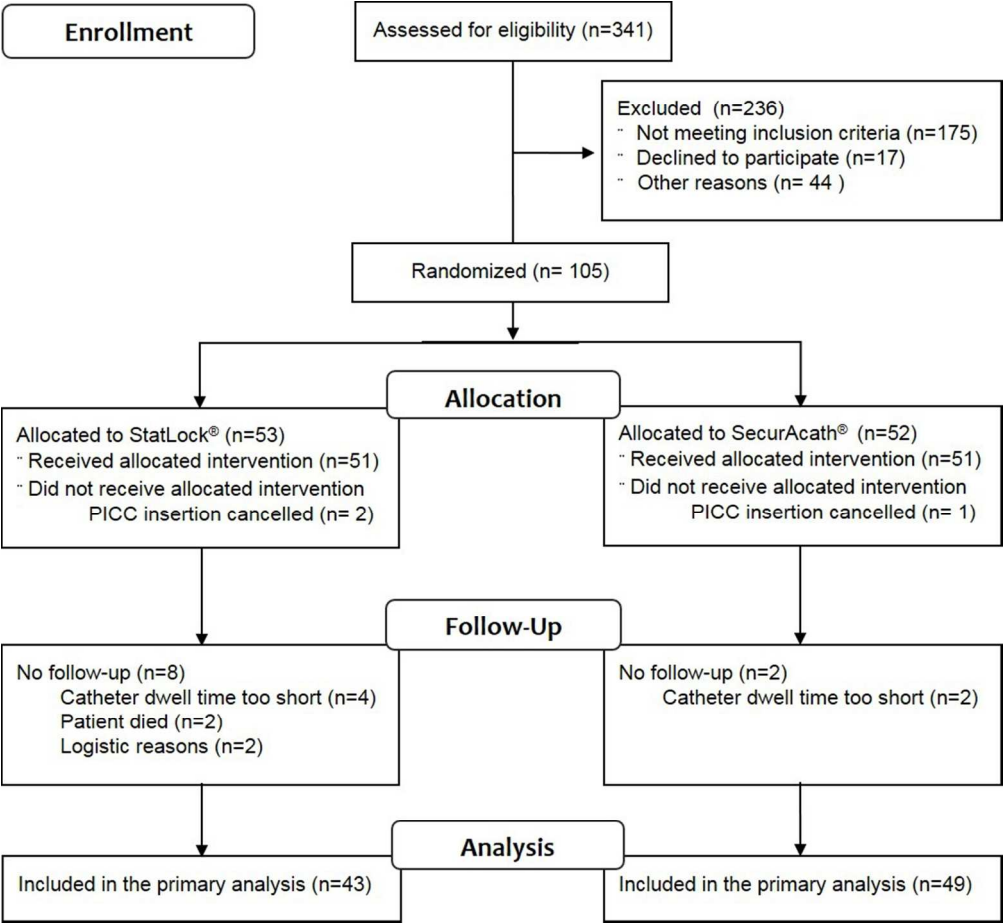 Enrollment
Assessed for eligibility (n=341)
Excluded (n=236)
¨ Not meeting inclusion criteria (n=175)
¨ Declined to participate (n=17)
¨ Other reasons (n= 44 )
Randomized (n= 105)
Allocation
Allocated to StatLock® (n=53)
¨ Received allocated intervention (n=51)
¨ Did not receive allocated intervention
PICC insertion cancelled (n= 2)
Allocated to SecurAcath® (n=52)
¨ Received allocated intervention (n=51)
¨ Did not receive allocated intervention
PICC insertion cancelled (n= 1)
Follow-Up
No follow-up (n=8)
Catheter dwell time too short (n=4)
Patient died (n=2)
Logistic reasons (n=2)
No follow-up (n=2)
Catheter dwell time too short (n=2)
Analysis
Included in the primary analysis (n=43)
Included in the primary analysis (n=49)